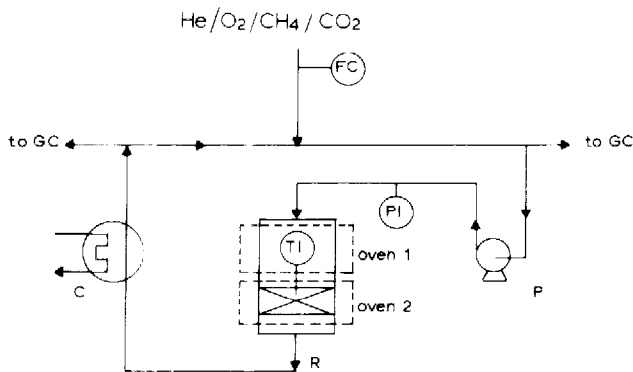 He/O2/CH4/CO2
FC
to GC
to GC
PI
TI
oven 1
oven 2
C
P
R